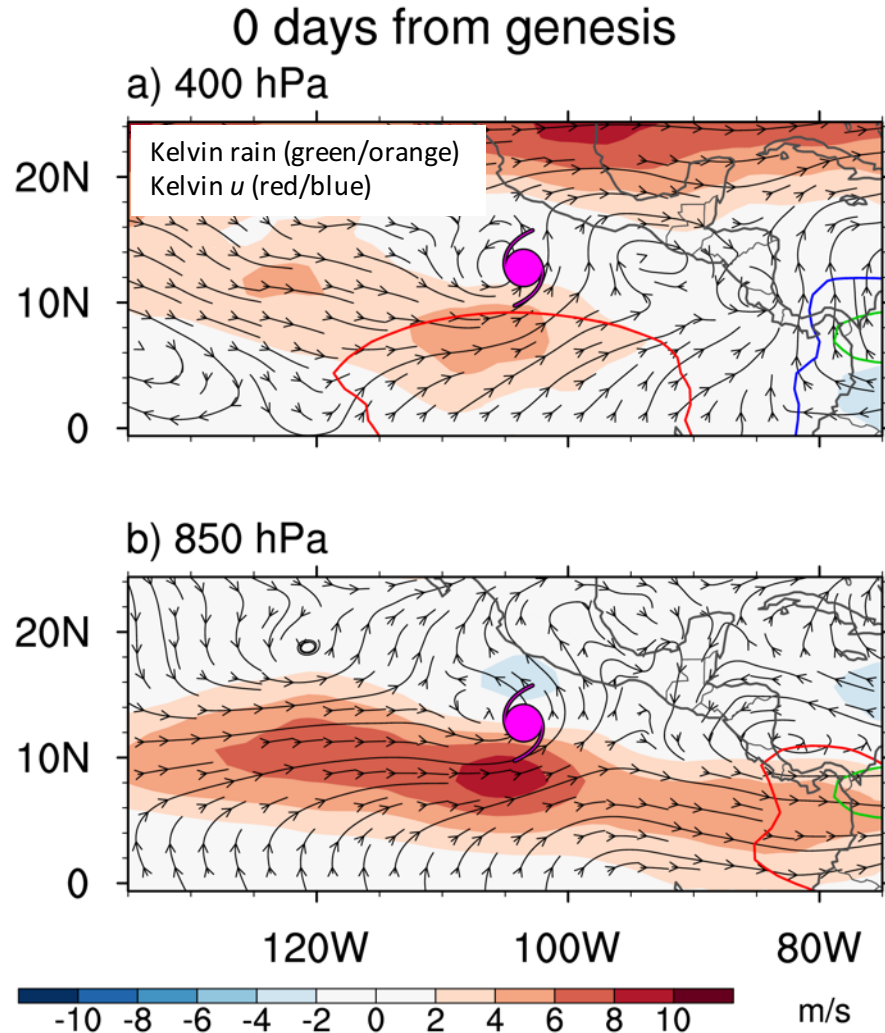 0 days from genesis
a) 400 hPa
Kelvin rain (green/orange)
Kelvin u (red/blue)
20N
10N
0
b) 850 hPa
20N
10N
0
120W 100W 80W
-10 -8 -6 -4 -2 0 2 4 6 8 10 m/s